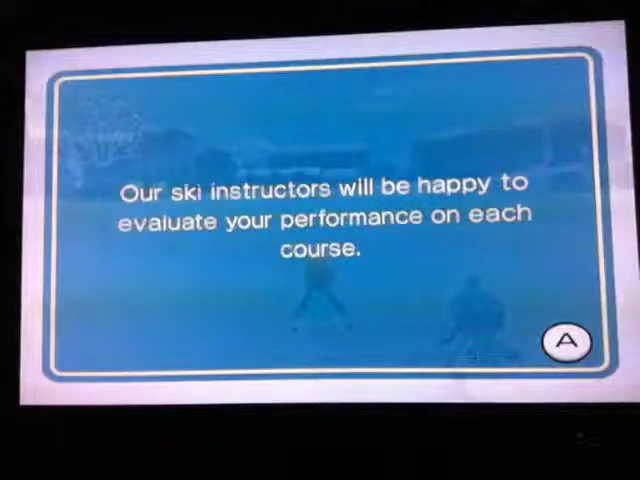 Our ski instructors will be happy to
evaluate your performance on each
course.
A